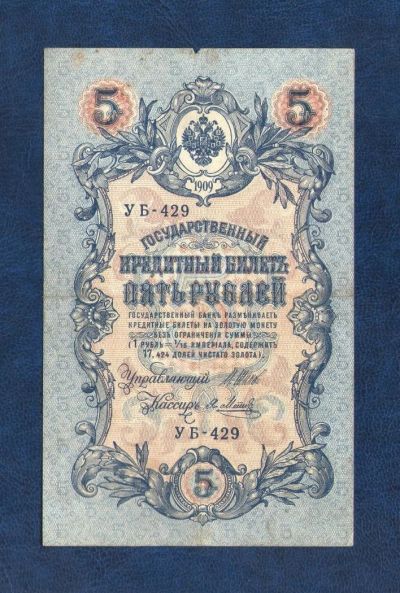 5 5
1909
УБ-429
ГОСУДАРСТВЕННЫЙ
КРЕДИТНЫЙ БИЛЕТЪ
ПЯТЬ РУБЛЕЙ
ГОСУДАРСТВЕННЫЙ БАНКЪ РАЗМѢНИВАЕТЪ
КРЕДИТНЫЕ БИЛЕТЫ НА ЗОЛОТУЮ МОНЕТУ
БЕЗЪ ОГРАНИЧЕНІЯ СУММЫ
(1 РУБЛЬ = 1/15 ИМПЕРІАЛА, СОДЕРЖИТЪ
17,424 ДОЛЕЙ ЧИСТАГО ЗОЛОТА).
Управляющій
Кассиръ
УБ-429
5